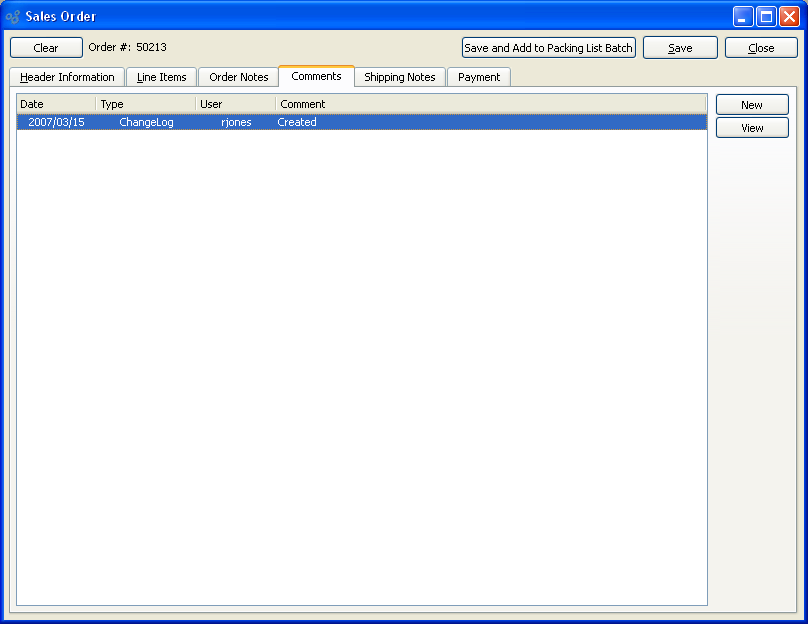 Sales Order
Clear Order #: 50213 Save and Add to Packing List Batch Save Close
Header Information Line Items Order Notes Comments Shipping Notes Payment
Date Type User Comment New
2007/03/15 ChangeLog rjones Created View